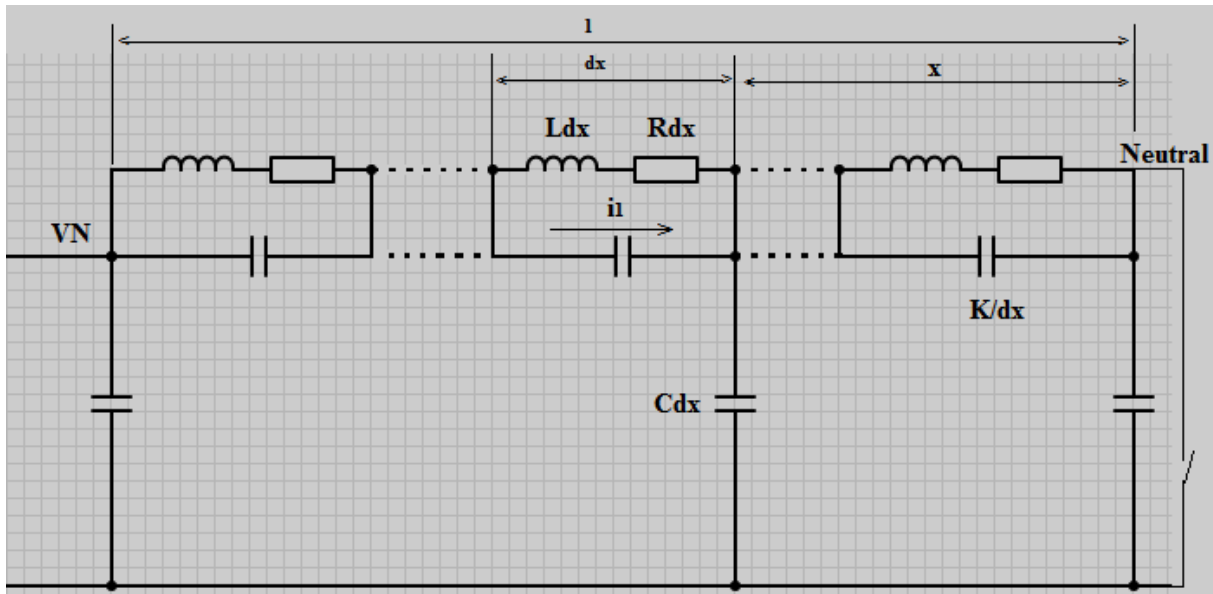 l
dx
x
Ldx
Rdx
Neutral
i1
VN
K/dx
Cdx